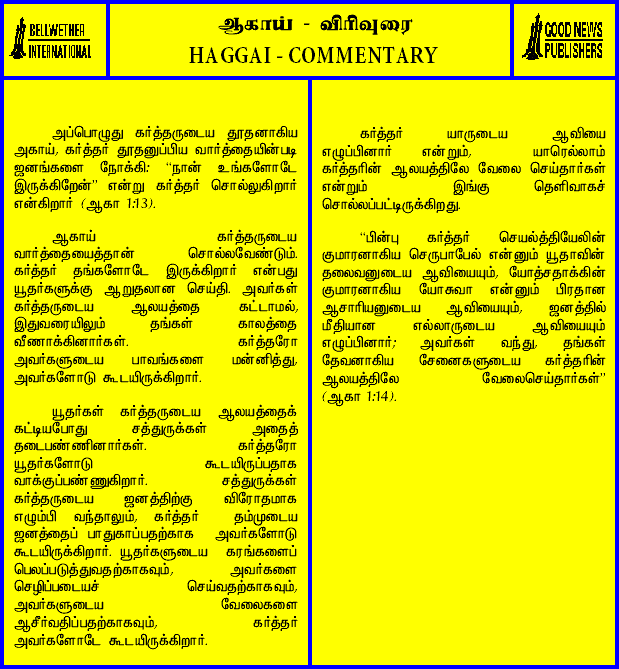 BELLWETHER
INTERNATIONAL
ஆகாய் - விரிவுரை
HAGGAI - COMMENTARY
GOOD NEWS
PUBLISHERS
அப்பொழுது கர்த்தருடைய தூதனாகிய
அகாய், கர்த்தர் தூதனுப்பிய வார்த்தையின்படி
ஜனங்களை நோக்கி: “நான் உங்களோடே
இருக்கிறேன்” என்று கர்த்தர் சொல்லுகிறார்
என்கிறார் (ஆகா 1:13).
ஆகாய் கர்த்தருடைய
வார்த்தையைத்தான் சொல்லவேண்டும்.
கர்த்தர் தங்களோடே இருக்கிறார் என்பது
யூதர்களுக்கு ஆறுதலான செய்தி. அவர்கள்
கர்த்தருடைய ஆலயத்தை கட்டாமல்,
இதுவரையிலும் தங்கள் காலத்தை
வீணாக்கினார்கள். கர்த்தரோ
அவர்களுடைய பாவங்களை மன்னித்து,
அவர்களோடு கூடயிருக்கிறார்.
யூதர்கள் கர்த்தருடைய ஆலயத்தைக்
கட்டியபோது சத்துருக்கள் அதைத்
தடைபண்ணினார்கள். கர்த்தரோ
யூதர்களோடு கூடயிருப்பதாக
வாக்குப்பண்ணுகிறார். சத்துருக்கள்
கர்த்தருடைய ஜனத்திற்கு விரோதமாக
எழும்பி வந்தாலும், கர்த்தர் தம்முடைய
ஜனத்தைப் பாதுகாப்பதற்காக அவர்களோடு
கூடயிருக்கிறார். யூதர்களுடைய கரங்களைப்
பெலப்படுத்துவதற்காகவும், அவர்களை
செழிப்படையச் செய்வதற்காகவும்,
அவர்களுடைய வேலைகளை
ஆசீர்வதிப்பதற்காகவும், கர்த்தர்
அவர்களோடே கூடயிருக்கிறார்.
கர்த்தர் யாருடைய ஆவியை
எழுப்பினார் என்றும், யாரெல்லாம்
கர்த்தரின் ஆலயத்திலே வேலை செய்தார்கள்
என்றும் இங்கு தெளிவாகச்
சொல்லப்பட்டிருக்கிறது.
“பின்பு கர்த்தர் செயல்த்தியேலின்
குமாரனாகிய செருபாபேல் என்னும் யூதாவின்
தலைவனுடைய ஆவியையும், யோத்சதாக்கின்
குமாரனாகிய யோசுவா என்னும் பிரதான
ஆசாரியனுடைய ஆவியையும், ஜனத்தில்
மீதியான எல்லாருடைய ஆவியையும்
எழுப்பினார்; அவர்கள் வந்து, தங்கள்
தேவனாகிய சேனைகளுடைய கர்த்தரின்
ஆலயத்திலே வேலைசெய்தார்கள்”
(ஆகா 1:14).